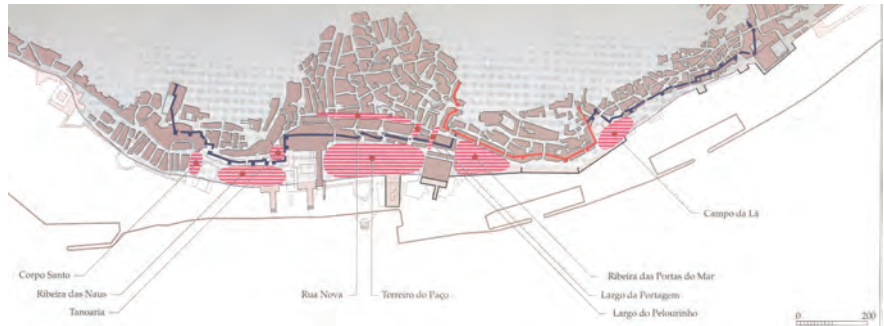 Campo da Lã
Corpo Santo
Ribeira das Naus
Tanoaria
Rua Nova
Terreiro do Paço
Ribeira das Portas do Mar
Largo da Portagem
Largo do Pelourinho
0 200